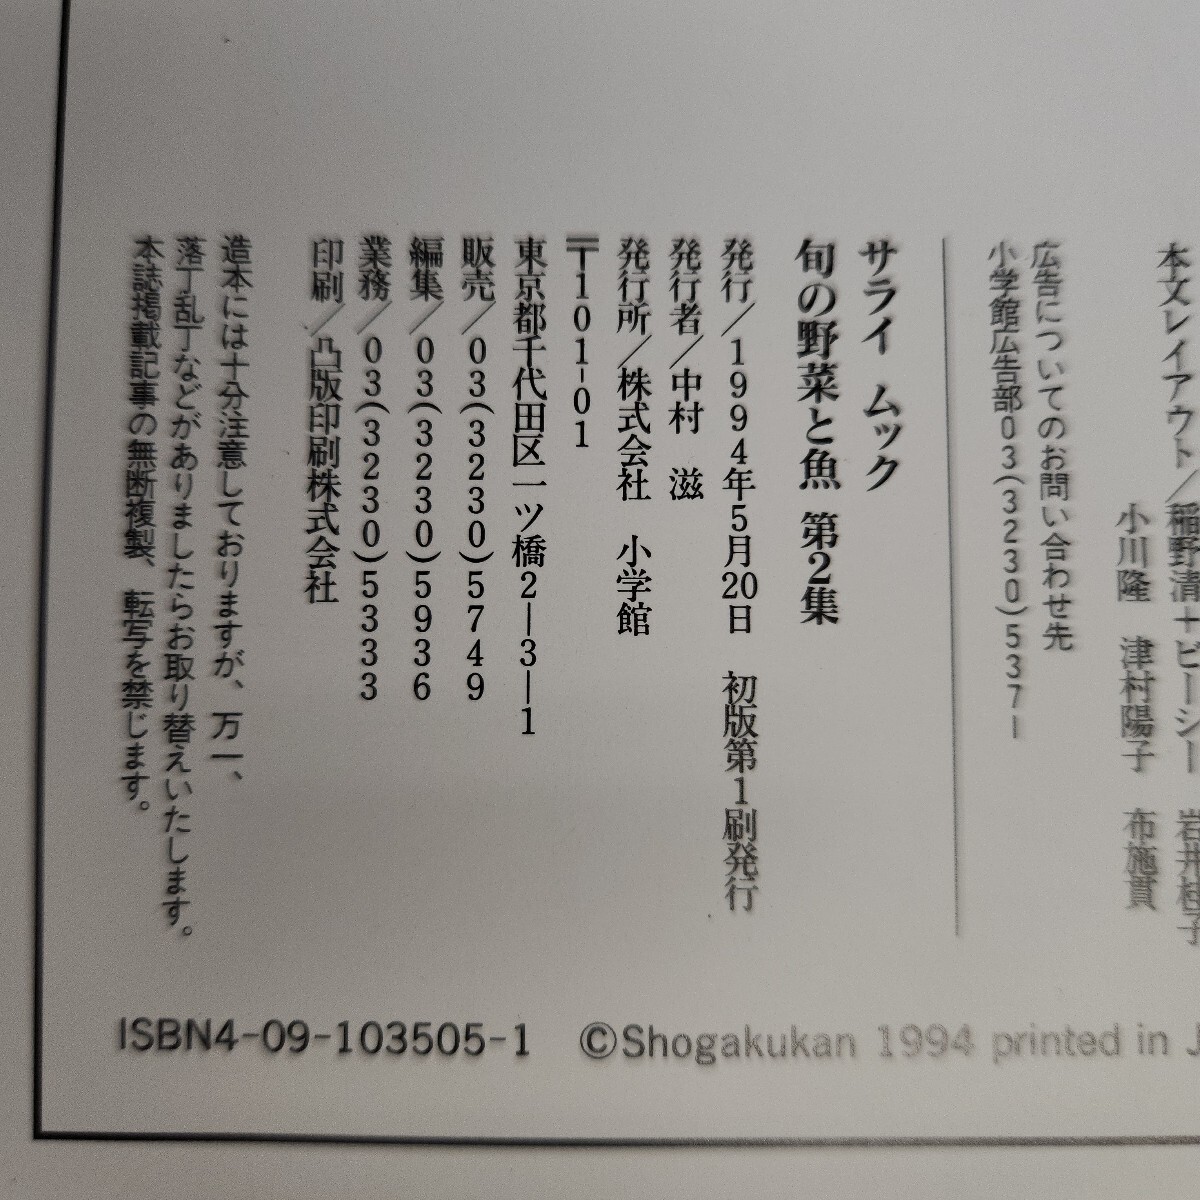 本文レイアウト／稲野清＋ビーシー　岩井桂子
小川隆　津村陽子　布施貫
広告についてのお問い合わせ先
小学館広告部03(3230)5371
サライ ムック
旬の野菜と魚 第2集
発行／1994年5月20日　初版第1刷発行
発行者／中村 滋
発行所／株式会社 小学館
〒101-01
東京都千代田区一ツ橋2―3―1
販売／03(3230)5749
編集／03(3230)5936
業務／03(3230)5333
印刷／凸版印刷株式会社
造本には十分注意しておりますが、万一、
落丁乱丁などがありましたらお取り替えいたします。
本誌掲載記事の無断複製、転写を禁じます。
ISBN4-09-103505-1　©Shogakukan 1994 printed in J